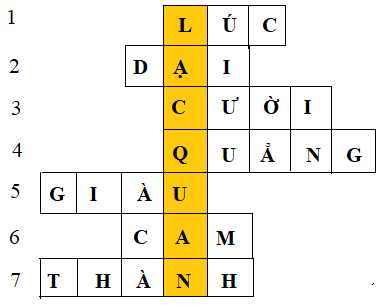 1 L Ú C
2 D Ạ I
3 C Ư Ờ I
4 Q U Ẳ N G
5 G I À U
6 C A M
7 T H À N H